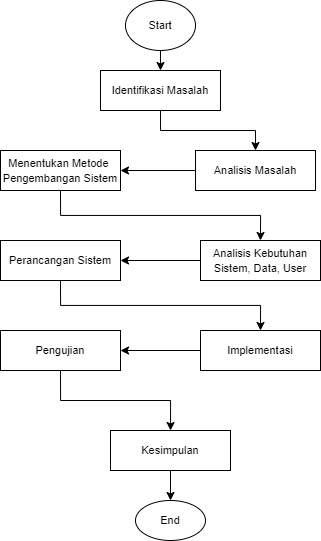 Start
Identifikasi Masalah
Analisis Masalah
Menentukan Metode
Pengembangan Sistem
Analisis Kebutuhan
Sistem, Data, User
Perancangan Sistem
Implementasi
Pengujian
Kesimpulan
End